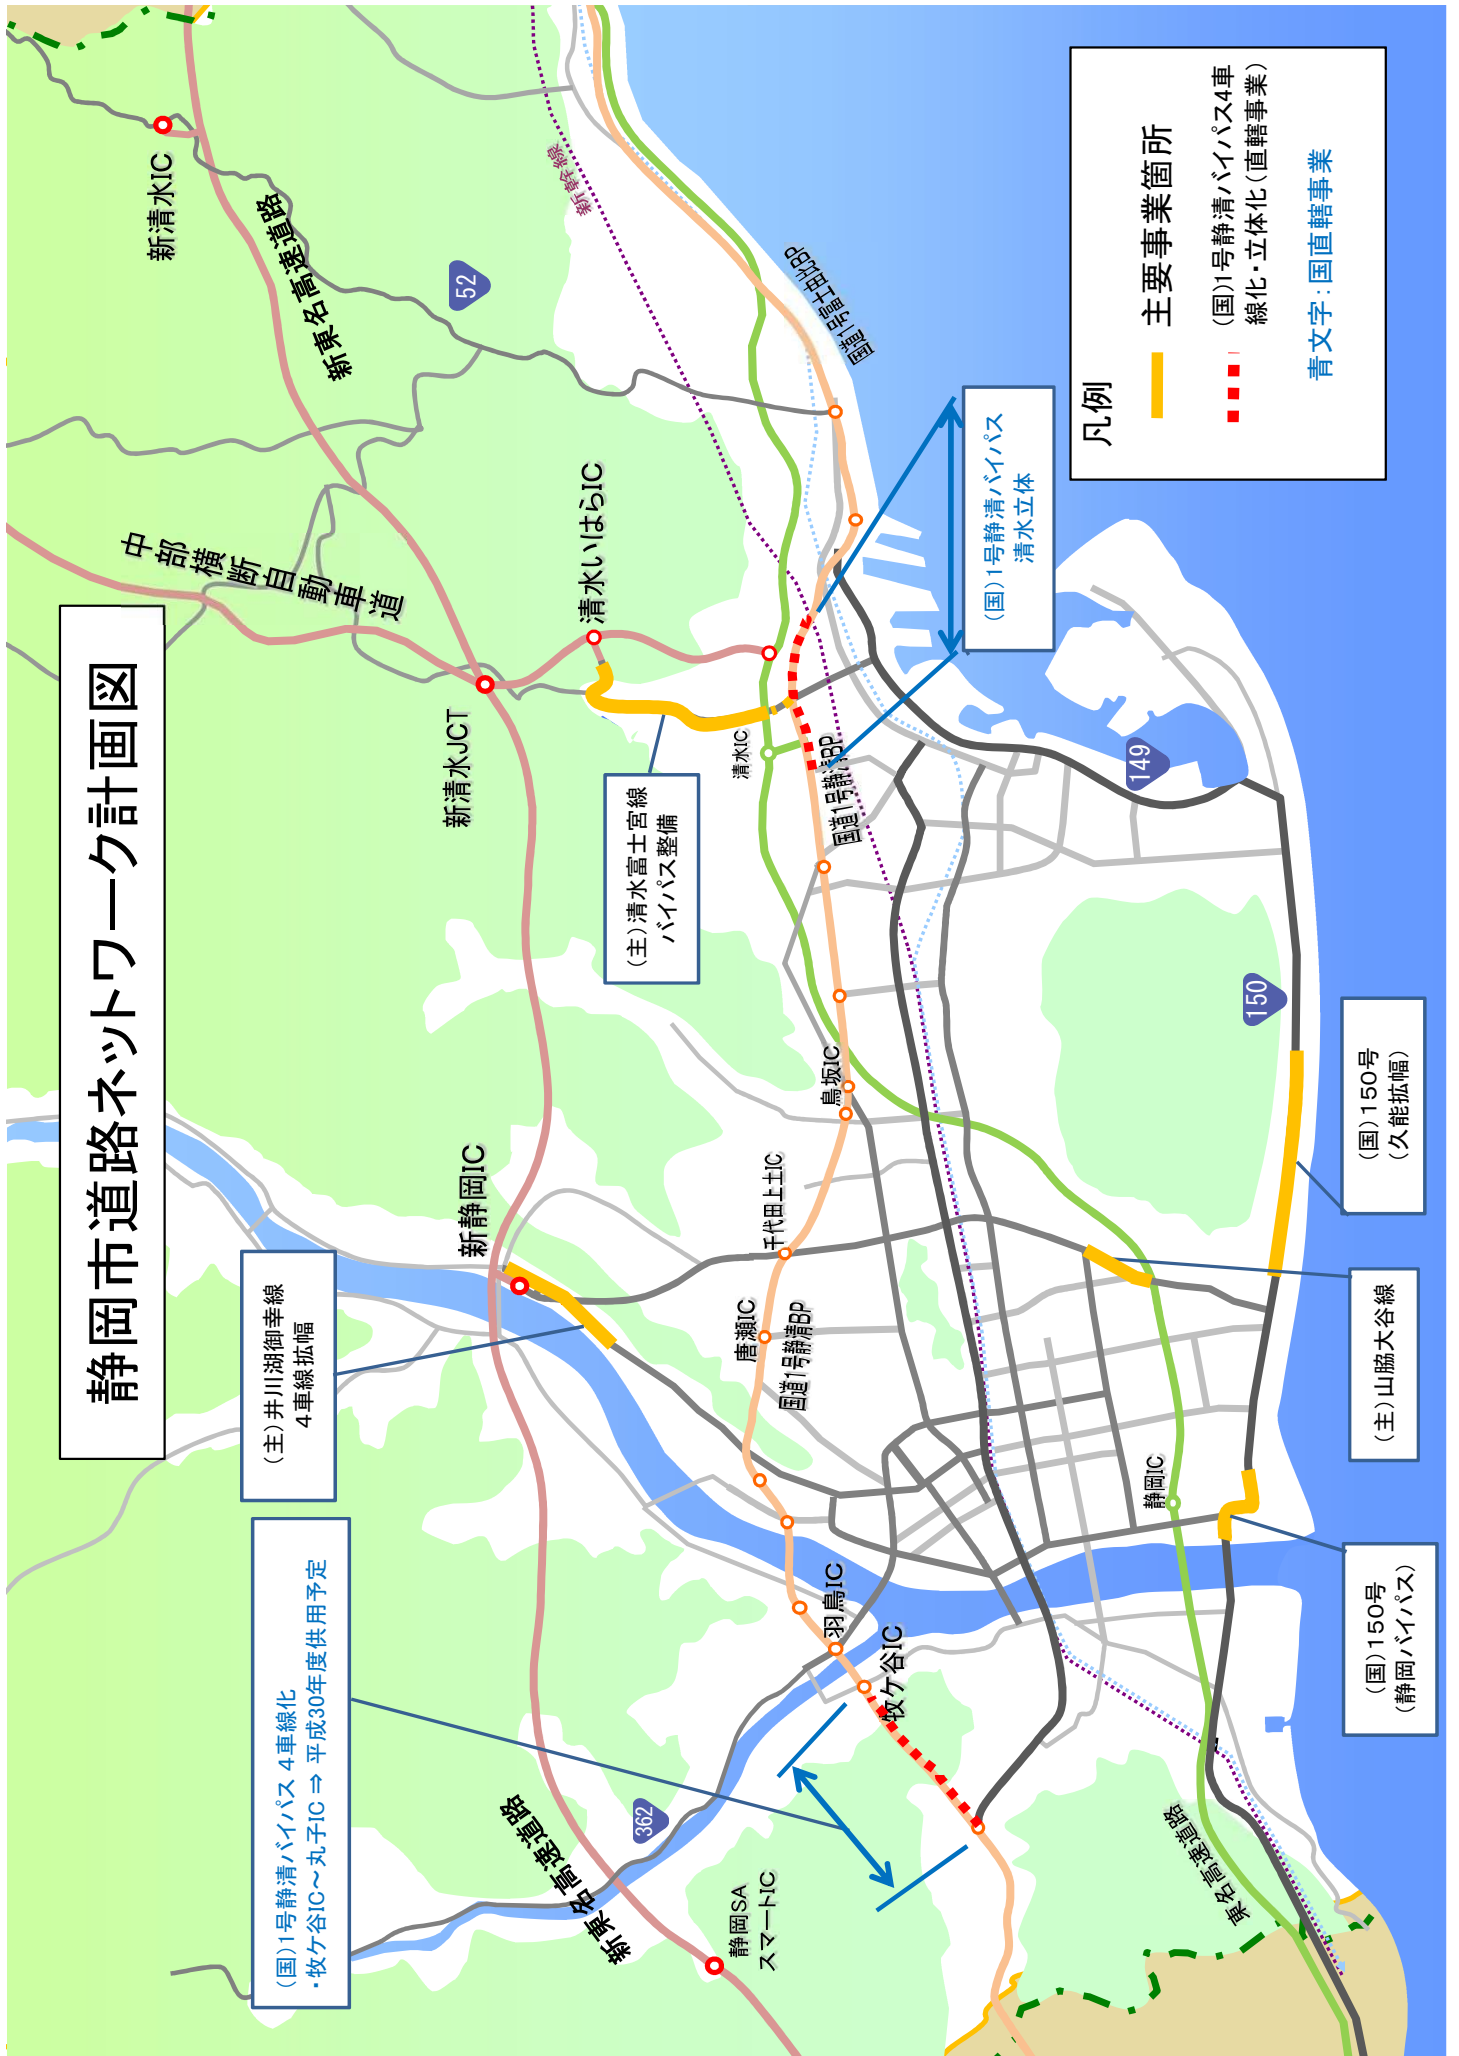 静岡市道路ネットワーク計画図
(国)1号静清バイパス 4車線化
・牧ケ谷IC～丸子IC ⇒ 平成30年度供用予定
(主)井川湖御幸線
4車線拡幅
(主)清水富士宮線
バイパス整備
中部横断自動車道
新東名高速道路
新清水IC
52
新幹線
新清水JCT
清水いはらIC
清水IC
国道1号富士由比BP
国道1号静清BP
(国)1号静清バイパス
清水立体
新静岡IC
鳥坂IC
千代田上土IC
唐瀬IC
国道1号静清BP
羽鳥IC
牧ケ谷IC
362
新東名高速道路
静岡SA
スマートIC
静岡IC
東名高速道路
149
150
(国)150号
(久能拡幅)
(主)山脇大谷線
(国)150号
(静岡バイパス)
凡例
主要事業箇所
(国)1号静清バイパス4車
線化・立体化(直轄事業)
青文字:国直轄事業